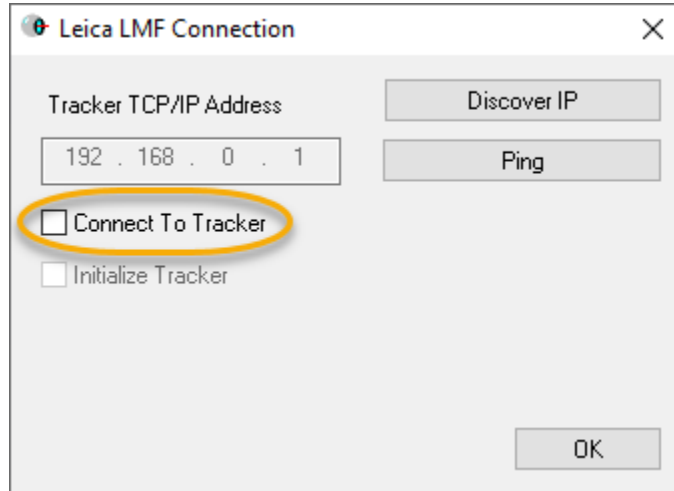 Leica LMF Connection
Tracker TCP/IP Address
Discover IP
192 . 168 . 0 . 1
Ping
Connect To Tracker
Initialize Tracker
OK